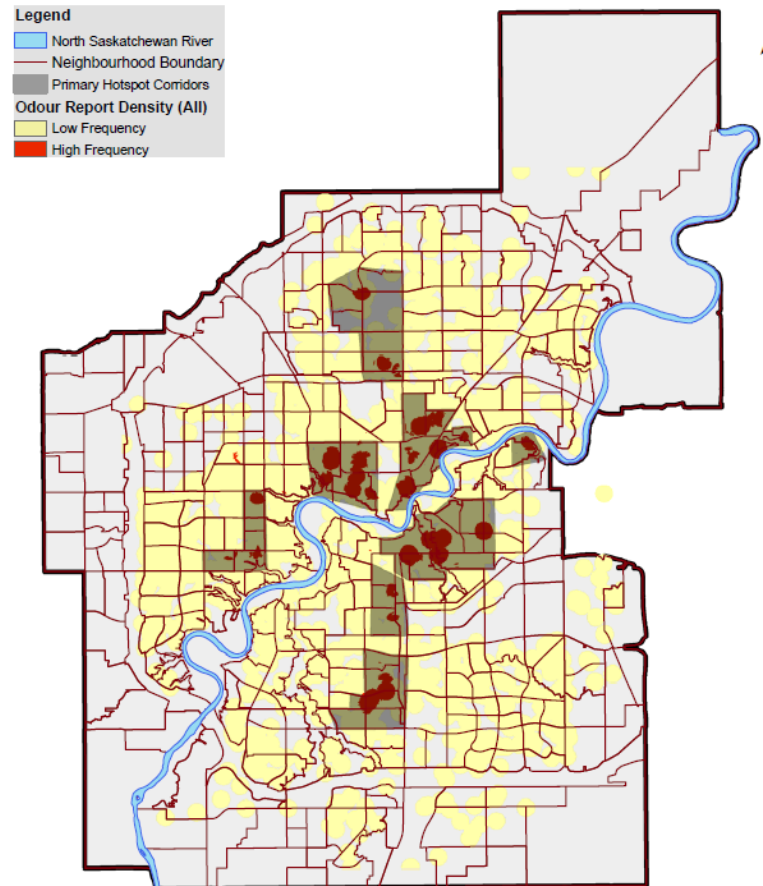 Legend
North Saskatchewan River
Neighbourhood Boundary
Primary Hotspot Corridors
Odour Report Density (All)
Low Frequency
High Frequency